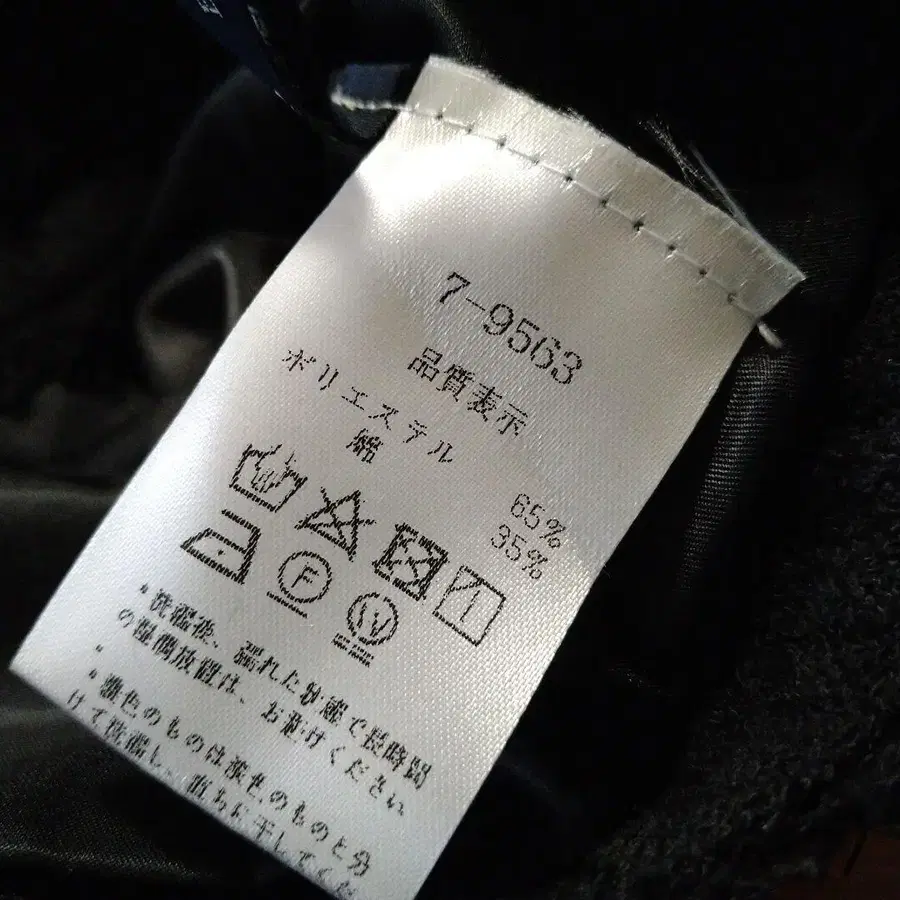 7-9563
品質表示
ポリエステル 65%
綿 35%
F
W
*洗濯後、濡れた状態で長時間
の昼間放置は、お避けください
*濃色のものは淡色のものと分
けて洗濯し、直ちに干してくだ